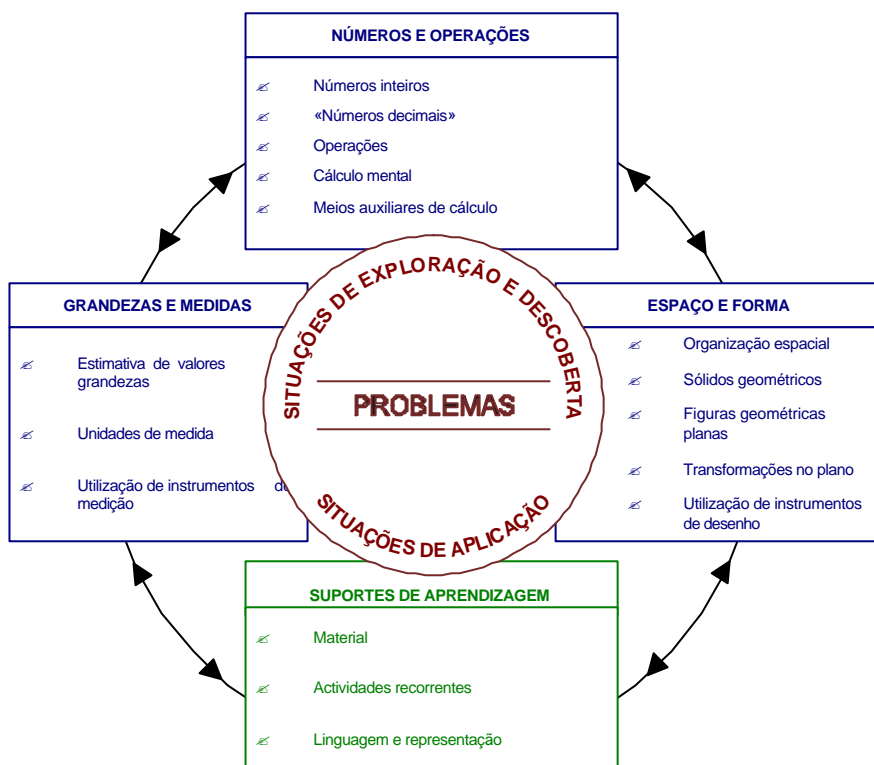 NÚMEROS E OPERAÇÕES
Números inteiros
«Números decimais»
Operações
Cálculo mental
Meios auxiliares de cálculo
GRANDEZAS E MEDIDAS
Estimativa de valores
grandezas
Unidades de medida
Utilização de instrumentos de
medição
SITUAÇÕES DE EXPLORAÇÃO E DESCOBERTA
PROBLEMAS
SITUAÇÕES DE APLICAÇÃO
ESPAÇO E FORMA
Organização espacial
Sólidos geométricos
Figuras geométricas
planas
Transformações no plano
Utilização de instrumentos
de desenho
SUPORTES DE APRENDIZAGEM
Material
Actividades recorrentes
Linguagem e representação